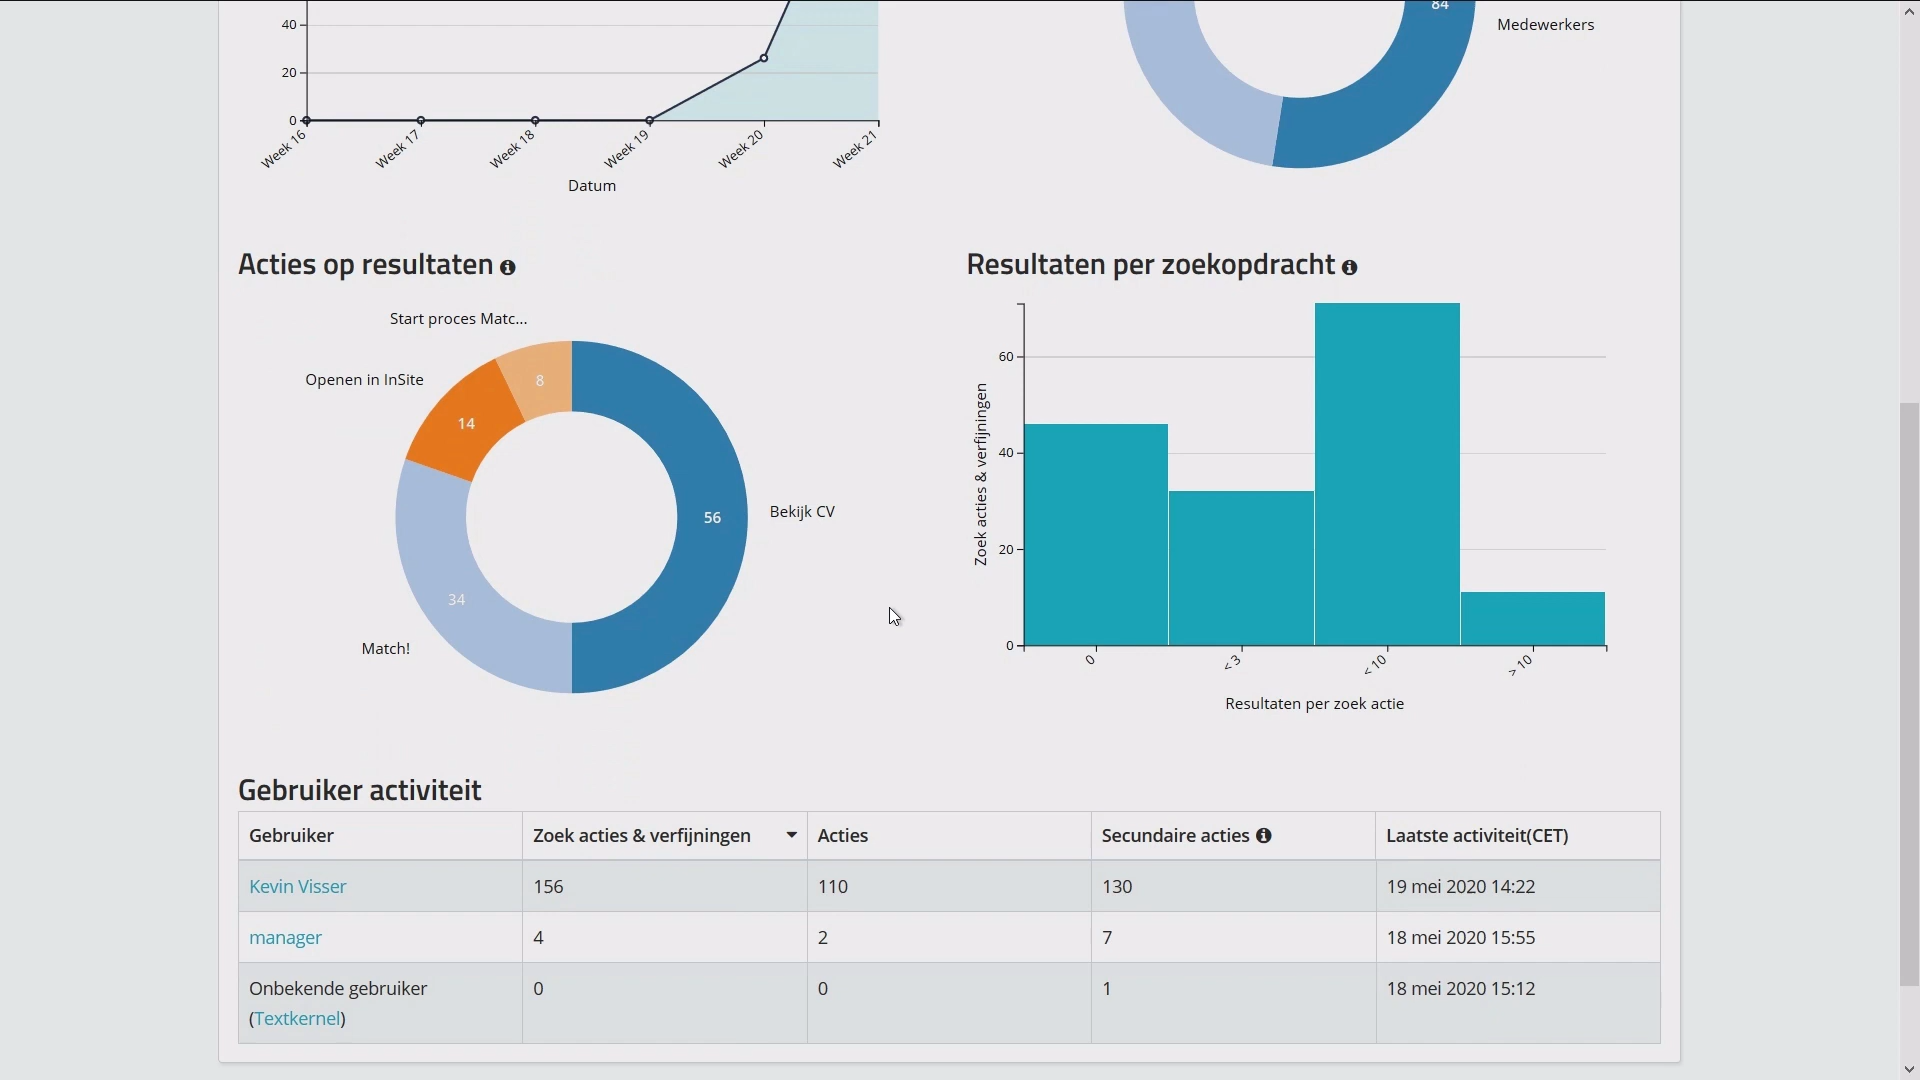 40
20
0
Week 16
Week 17
Week 18
Week 19
Week 20
Week 21
Datum
84
Medewerkers
Acties op resultaten
Start proces Matc...
8
Openen in InSite
14
56
Bekijk CV
34
Match!
Resultaten per zoekopdracht
Zoek acties & verfijningen
60
40
20
0
0
< 3
< 10
> 10
Resultaten per zoek actie
Gebruiker activiteit
Gebruiker Zoek acties & verfijningen Acties Secundaire acties Laatste activiteit(CET)
Kevin Visser 156 110 130 19 mei 2020 14:22
manager 4 2 7 18 mei 2020 15:55
Onbekende gebruiker 0 0 1 18 mei 2020 15:12
(Textkernel)